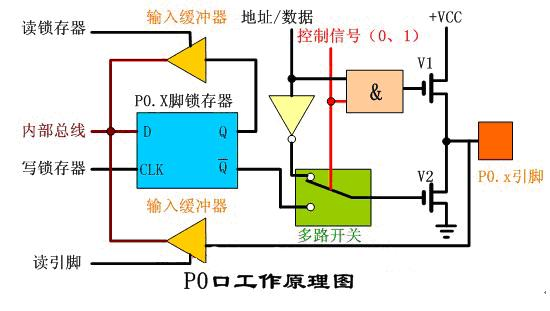 读锁存器
输入缓冲器
地址/数据
+VCC
控制信号（0、1）
V1
P0.X脚锁存器
&
内部总线
D
Q
写锁存器
CLK
Q̅
V2
P0.x引脚
输入缓冲器
多路开关
读引脚
P0口工作原理图